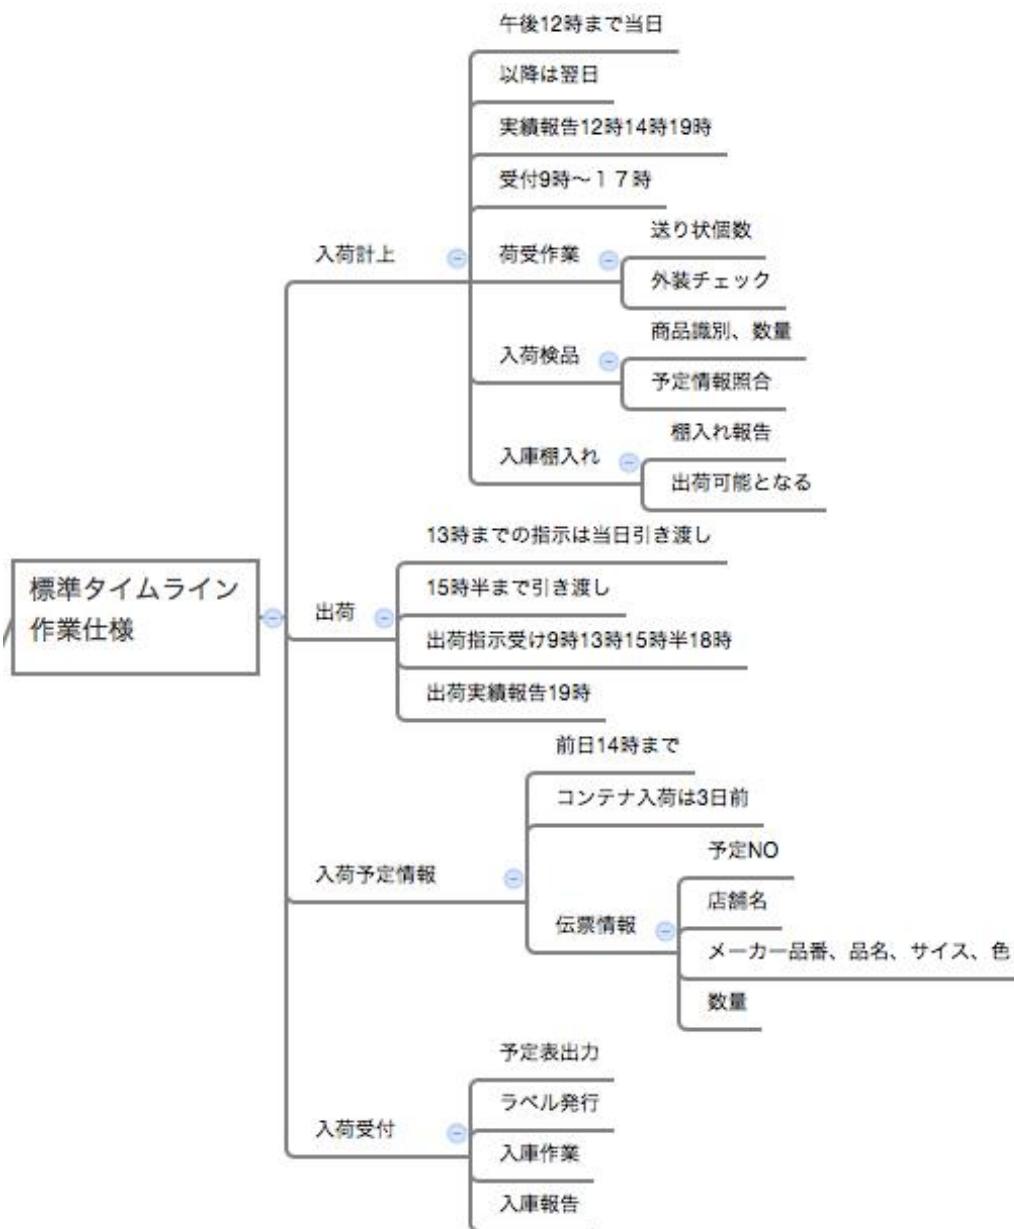 標準タイムライン
作業仕様
入荷計上
午後12時まで当日
以降は翌日
実績報告12時14時19時
受付9時〜１７時
荷受作業
送り状個数
外装チェック
入荷検品
商品識別、数量
予定情報照合
入庫棚入れ
棚入れ報告
出荷可能となる
出荷
13時までの指示は当日引き渡し
15時半まで引き渡し
出荷指示受け9時13時15時半18時
出荷実績報告19時
入荷予定情報
前日14時まで
コンテナ入荷は3日前
伝票情報
予定NO
店舗名
メーカー品番、品名、サイズ、色
数量
入荷受付
予定表出力
ラベル発行
入庫作業
入庫報告